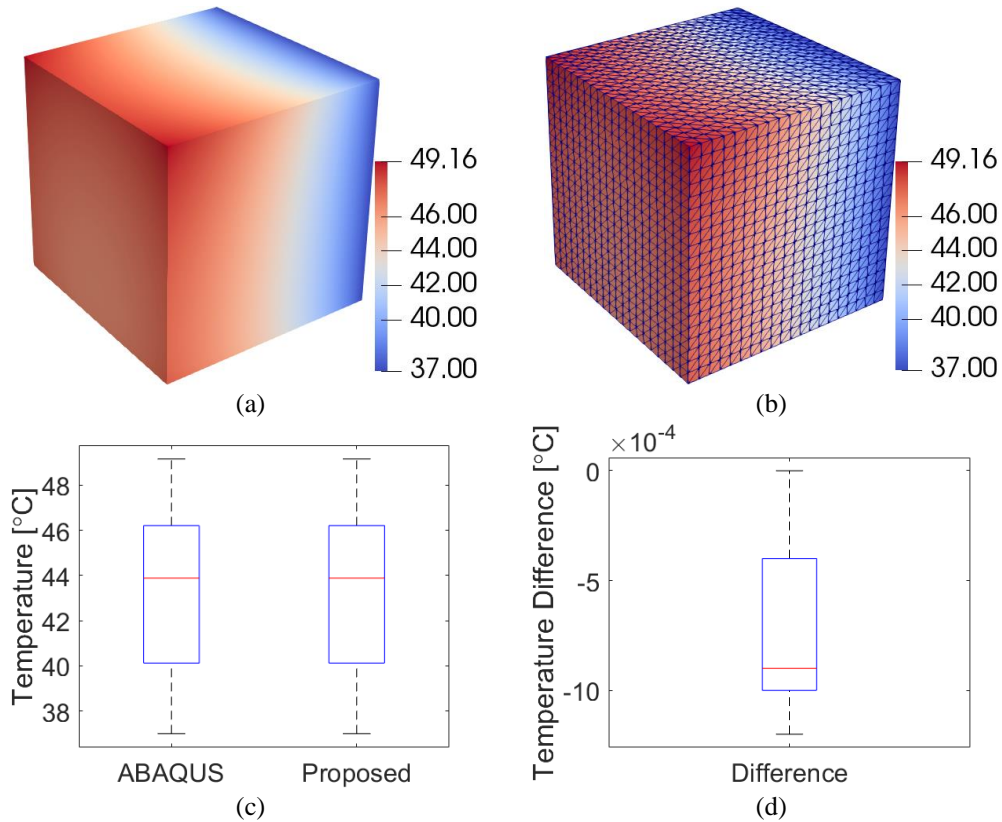 49.16
46.00
44.00
42.00
40.00
37.00
(a)
49.16
46.00
44.00
42.00
40.00
37.00
(b)
Temperature [°C]
48
46
44
42
40
38
ABAQUS Proposed
(c)
Temperature Difference [°C]
×10⁻⁴
0
-5
-10
Difference
(d)